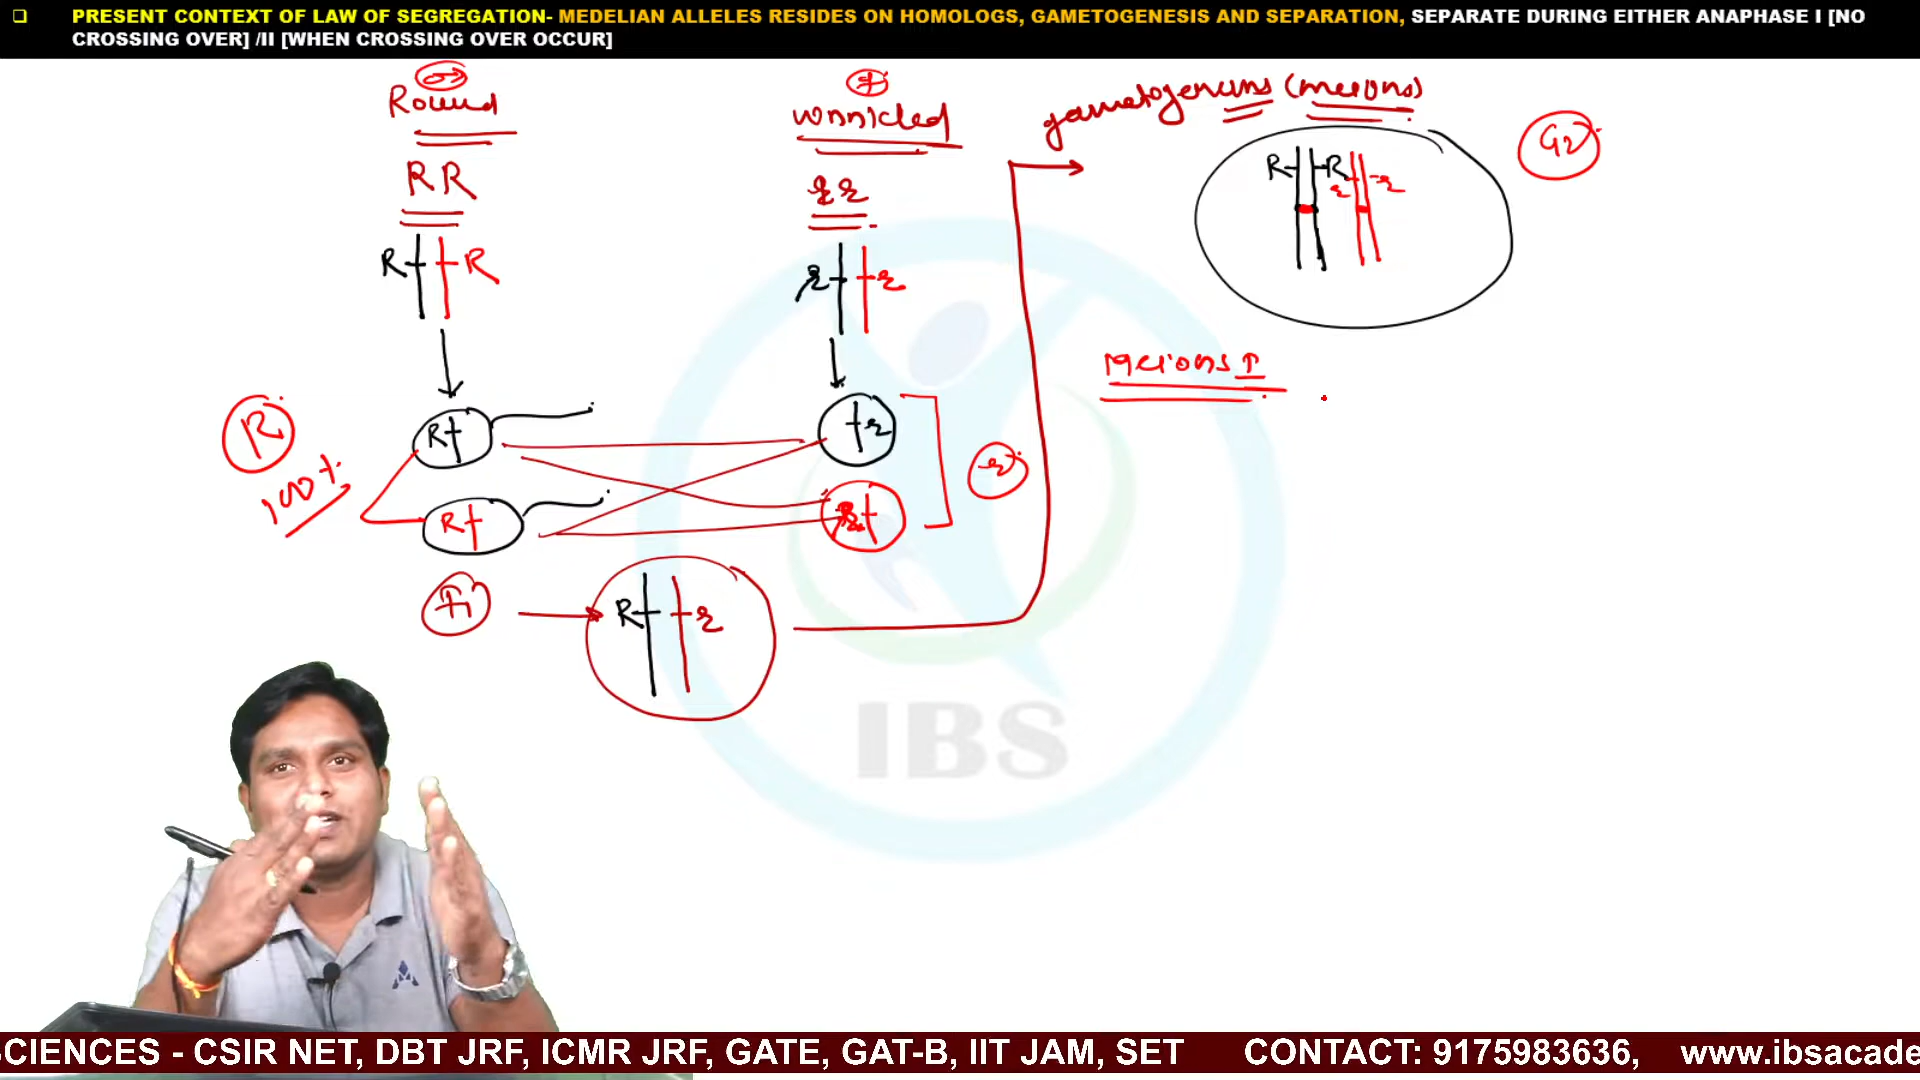 PRESENT CONTEXT OF LAW OF SEGREGATION- MEDELIAN ALLELES RESIDES ON HOMOLOGS, GAMETOGENESIS AND SEPARATION, SEPARATE DURING EITHER ANAPHASE I [NO
CROSSING OVER] /II [WHEN CROSSING OVER OCCUR]
Round
RR
R R
wrinkled
rr
r r
gametogenesis (meiosis)
R R r r
G2
Meiosis I
R
100%
R
R
r
r
r
F1
R r
IBS
SCIENCES - CSIR NET, DBT JRF, ICMR JRF, GATE, GAT-B, IIT JAM, SET CONTACT: 9175983636, www.ibsacade